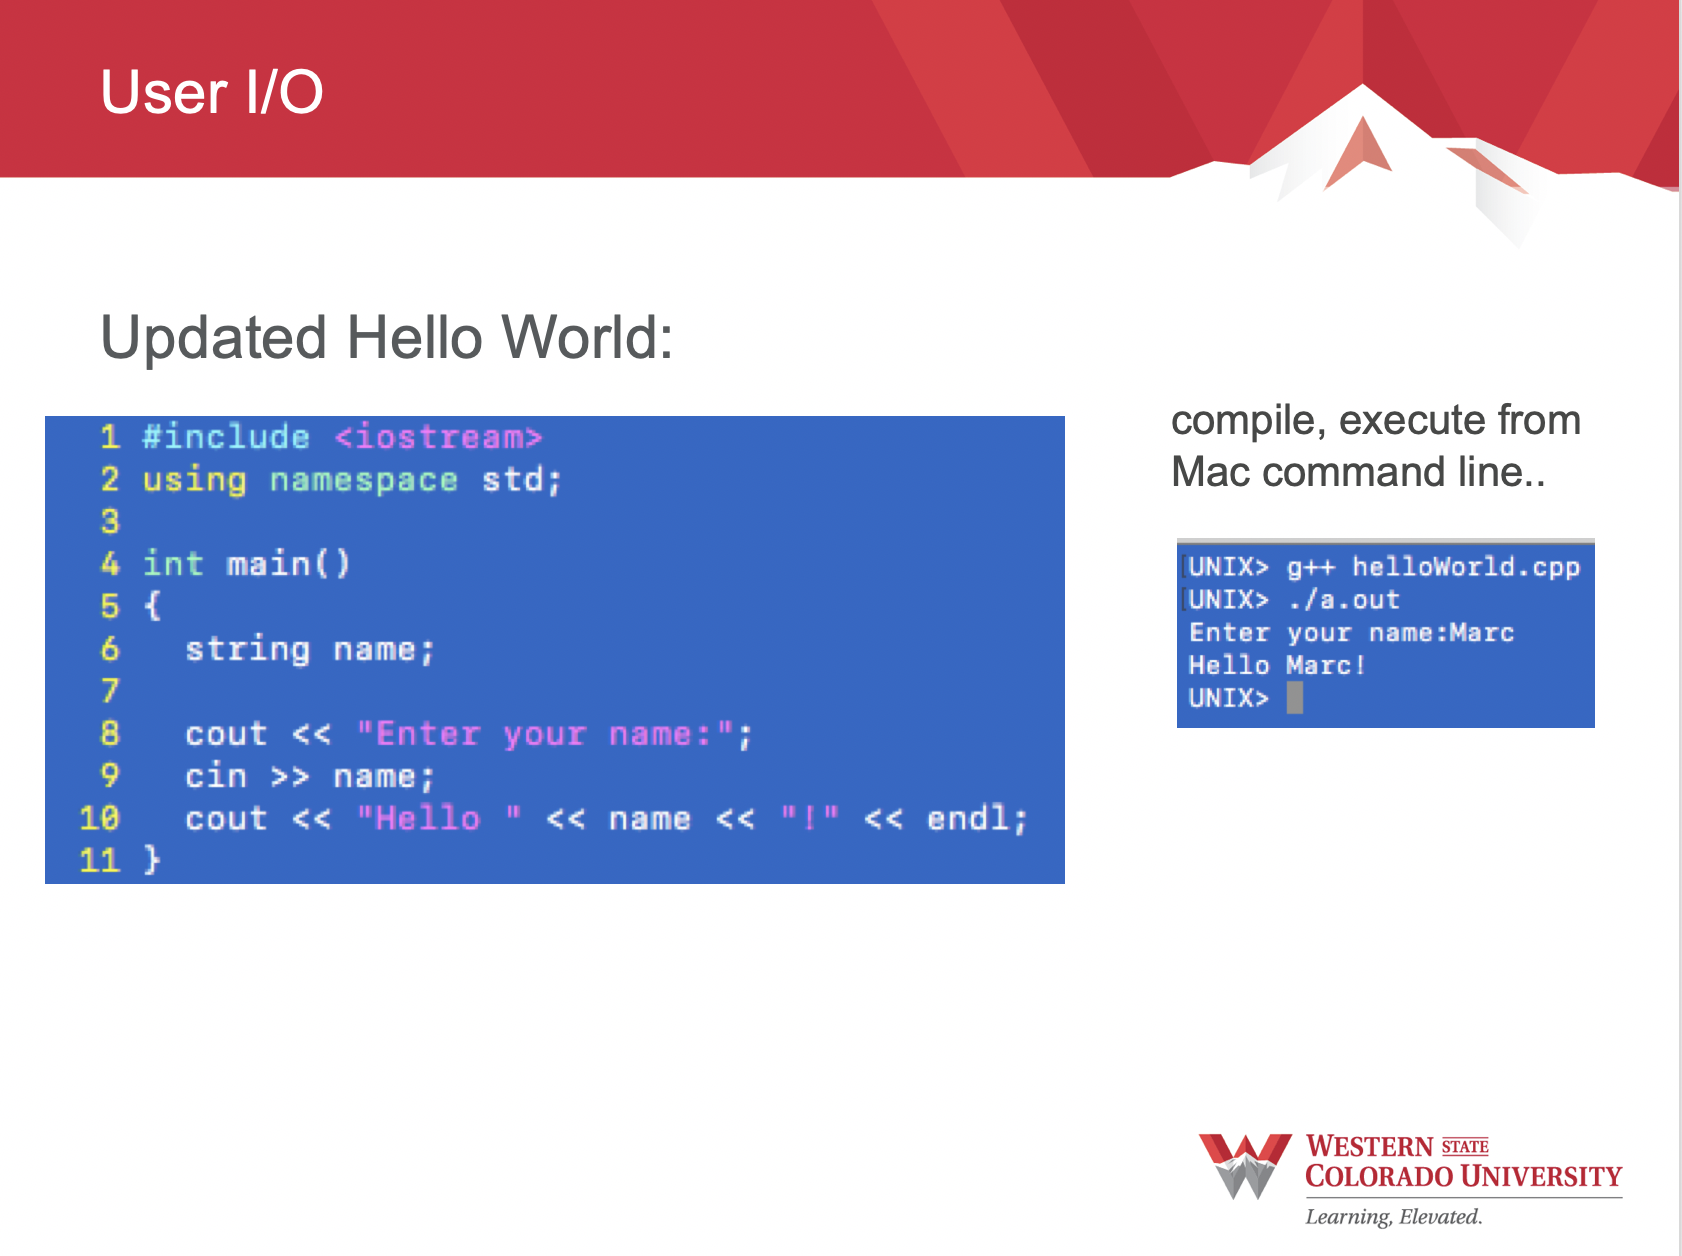 User I/O
Updated Hello World:
1 #include <iostream>
2 using namespace std;
3
4 int main()
5 {
6   string name;
7
8   cout << "Enter your name:";
9   cin >> name;
10   cout << "Hello " << name << "!" << endl;
11 }
compile, execute from
Mac command line..
[UNIX> g++ helloWorld.cpp
[UNIX> ./a.out
Enter your name:Marc
Hello Marc!
UNIX>
WESTERN STATE
COLORADO UNIVERSITY
Learning, Elevated.